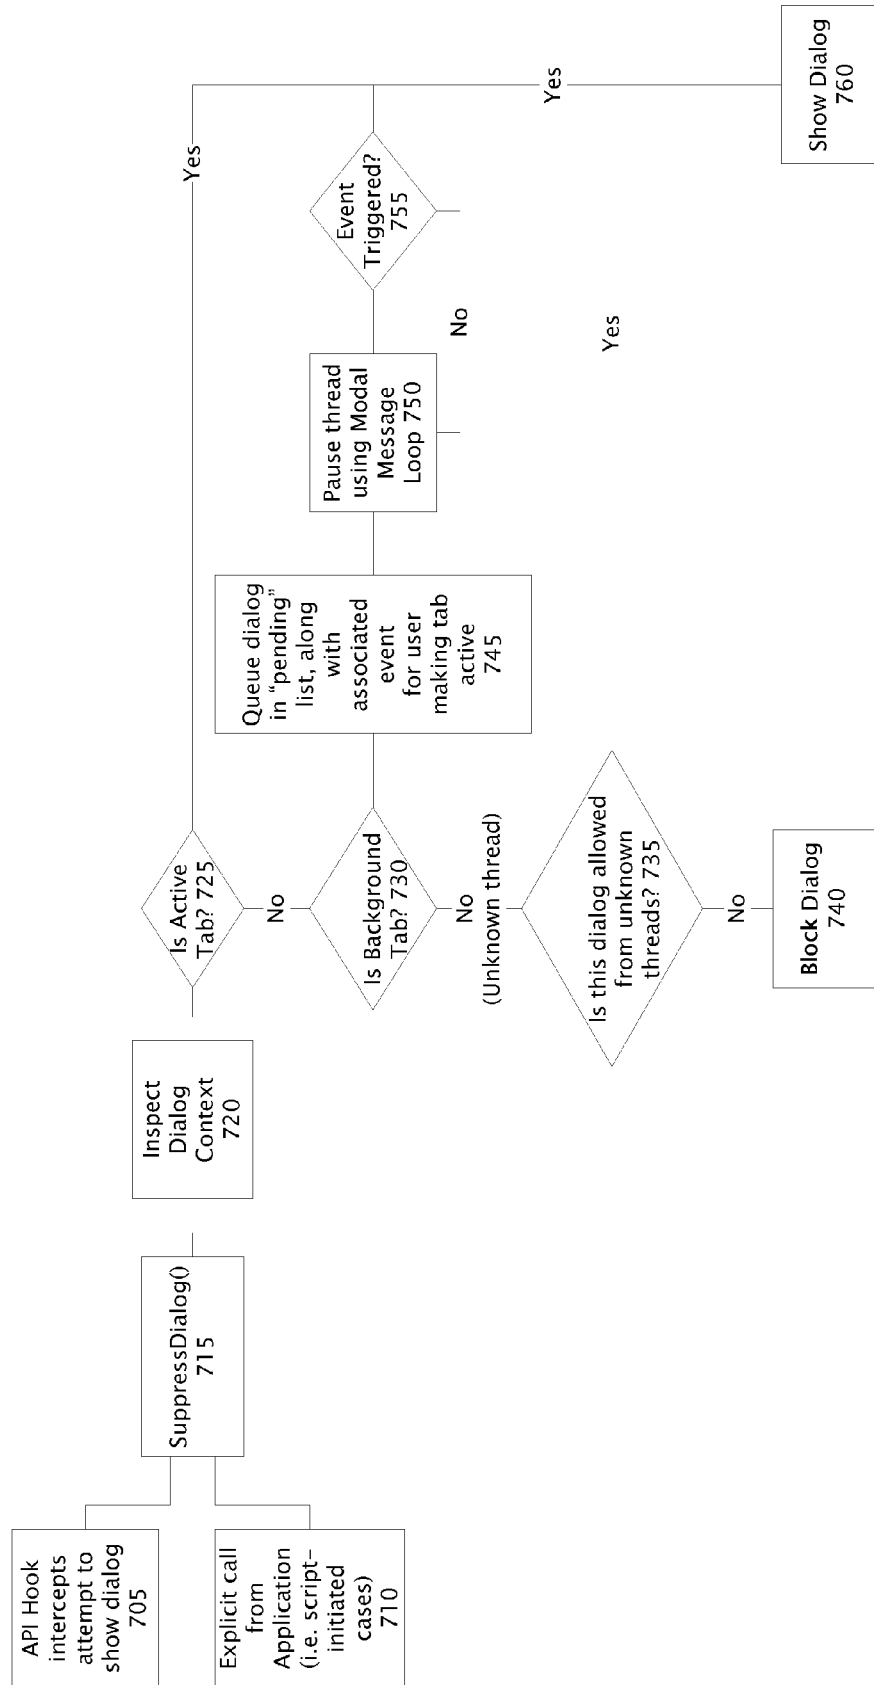 API Hook
intercepts
attempt to
show dialog
705
Explicit call
from
Application
(i.e. script-
initiated
cases)
710
SuppressDialog()
715
Inspect
Dialog
Context
720
Is Active
Tab? 725
Yes
No
Is Background
Tab? 730
No
(Unknown thread)
Is this dialog allowed
from unknown
threads? 735
No
Block Dialog
740
Queue dialog
in “pending”
list, along
with
associated
event
for user
making tab
active
745
Pause thread
using Modal
Message
Loop 750
No
Event
Triggered?
755
Yes
Yes
Show Dialog
760